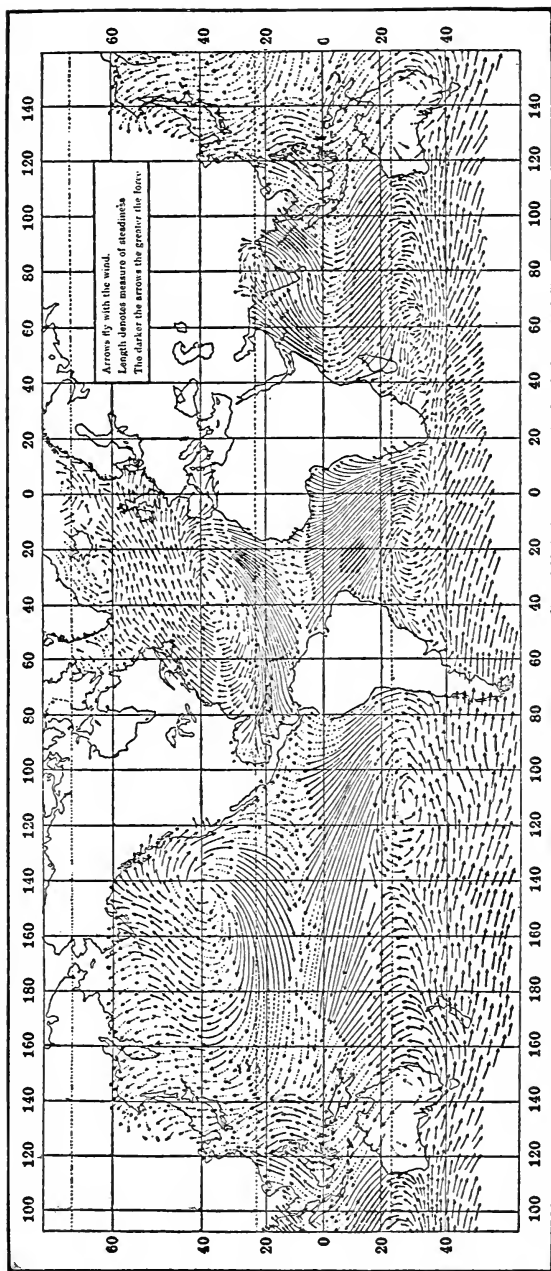 Arrows fly with the wind.
Length denotes measure of steadiness
The darker the arrows the greater the force
60 60
40 40
20 20
0 0
20 20
40 40
100 120 140 160 180 160 140 120 100 80 60 40 20 0 20 40 60 80 100 120 140